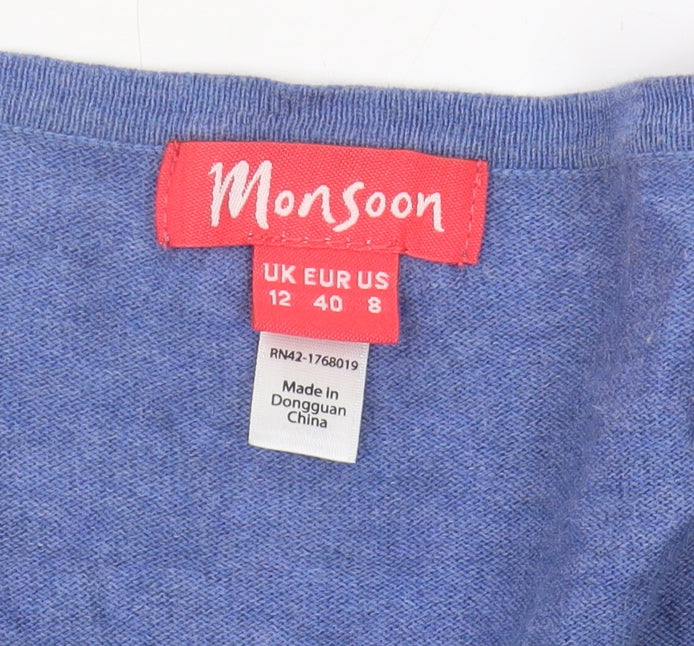 Monsoon
UK EUR US
12 40 8
RN42-1768019
Made In
Dongguan
China